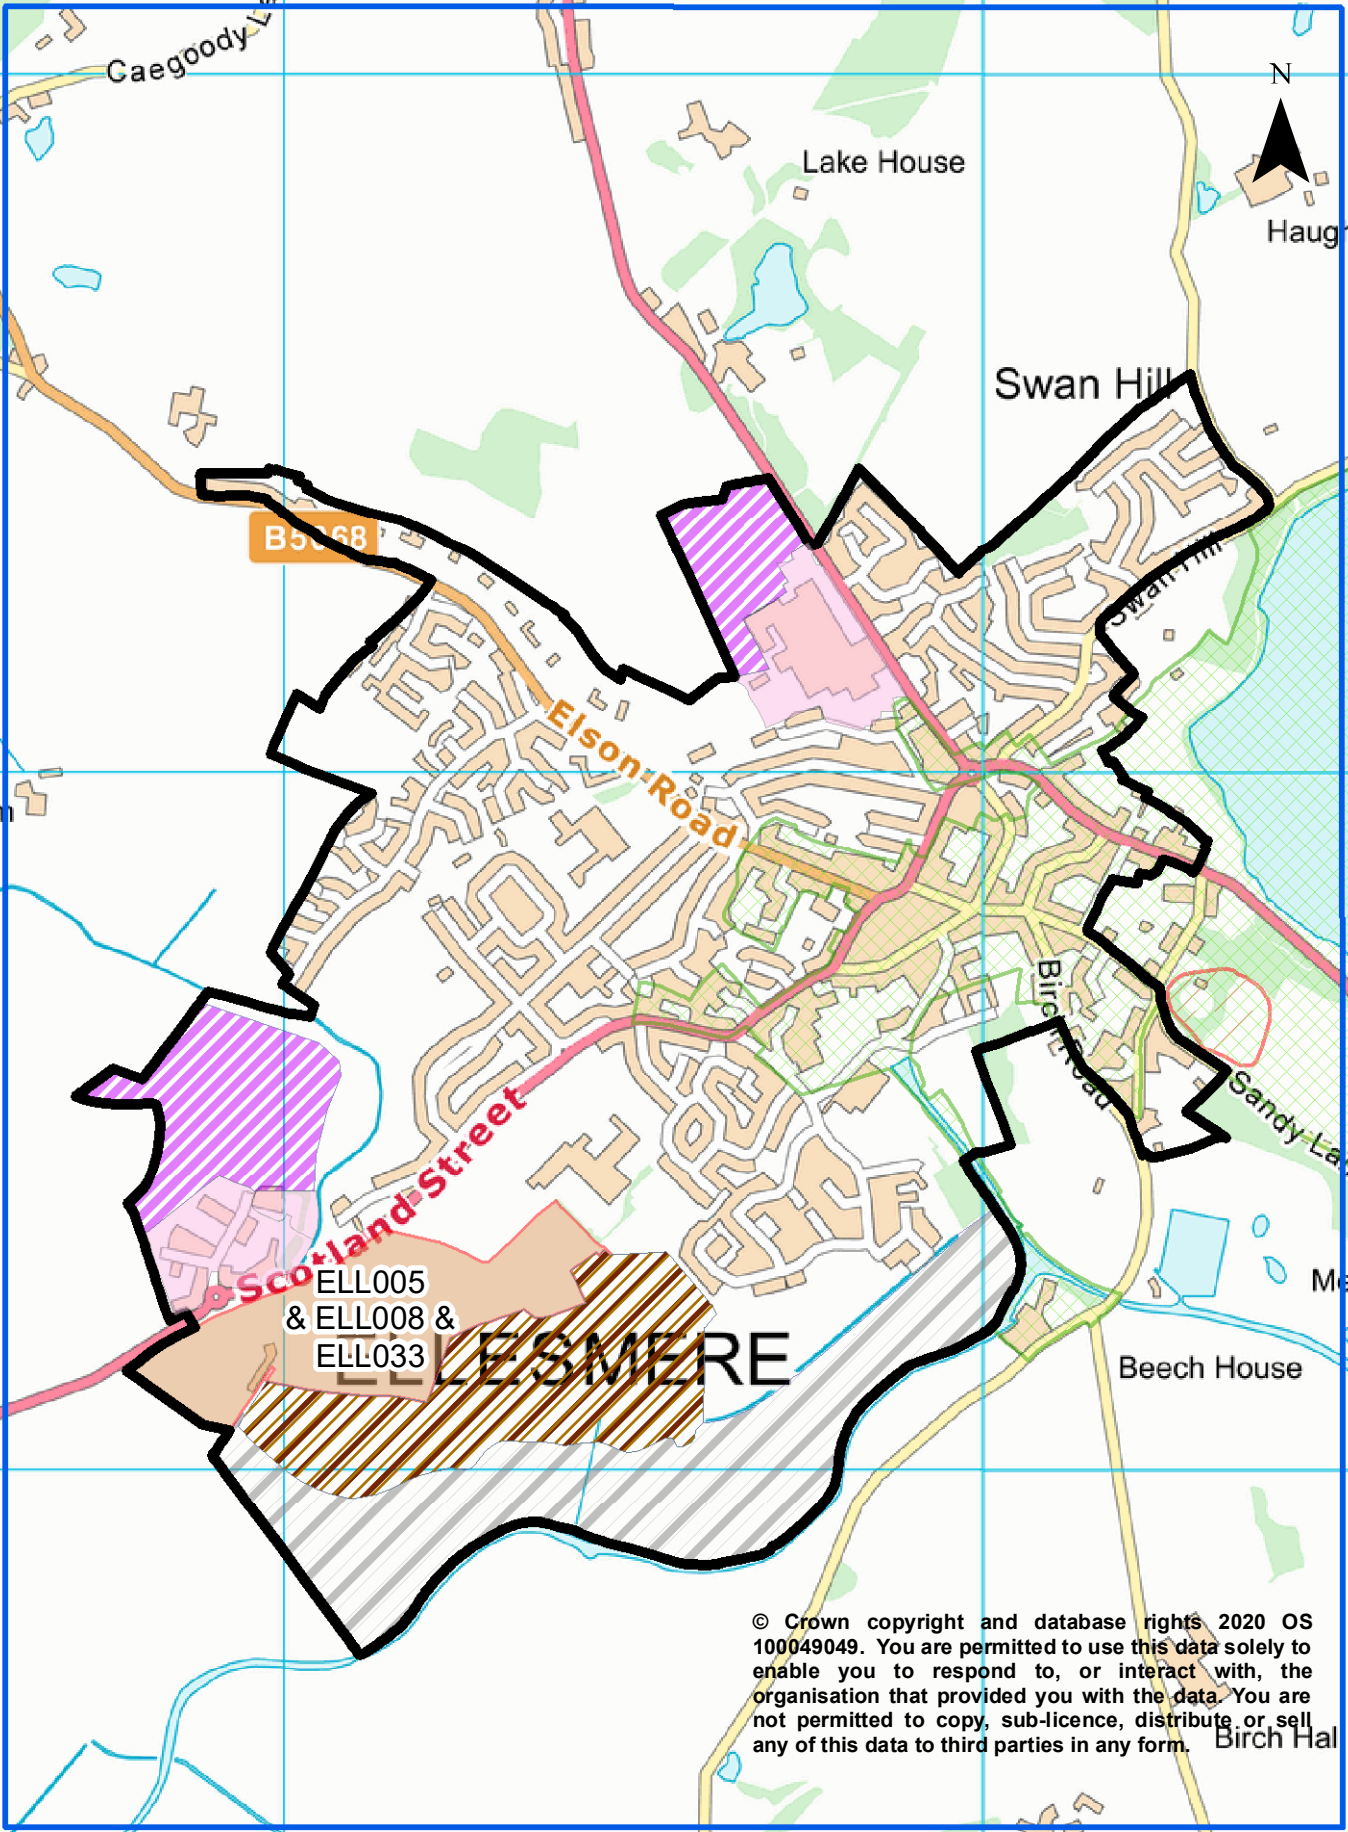 Caegoody
N
Lake House
Haugh
Swan Hill
B5068
Swan Hill
Elson Road
Birch Road
Sandy La
Scotland Street
ELL005
& ELL008 &
ELL033
ELLESMERE
Me
Beech House
© Crown copyright and database rights 2020 OS
100049049. You are permitted to use this data solely to
enable you to respond to, or interact with, the
organisation that provided you with the data. You are
not permitted to copy, sub-licence, distribute or sell
any of this data to third parties in any form.
Birch Hal